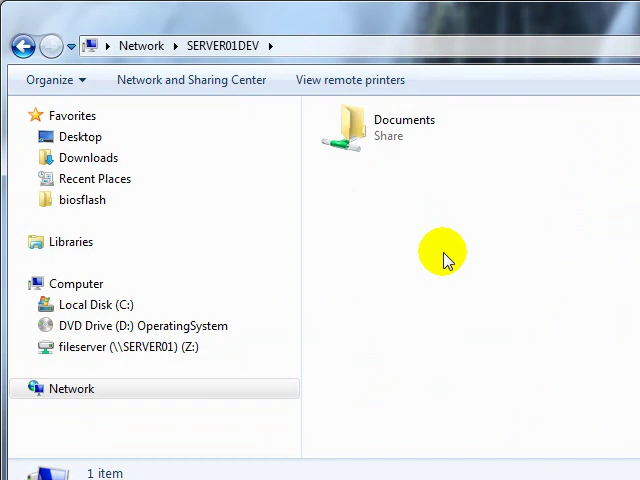 Network SERVER01DEV
Organize Network and Sharing Center View remote printers
Favorites
Desktop
Downloads
Recent Places
biosflash
Libraries
Computer
Local Disk (C:)
DVD Drive (D:) OperatingSystem
fileserver (\\SERVER01) (Z:)
Network
Documents
Share
1 item